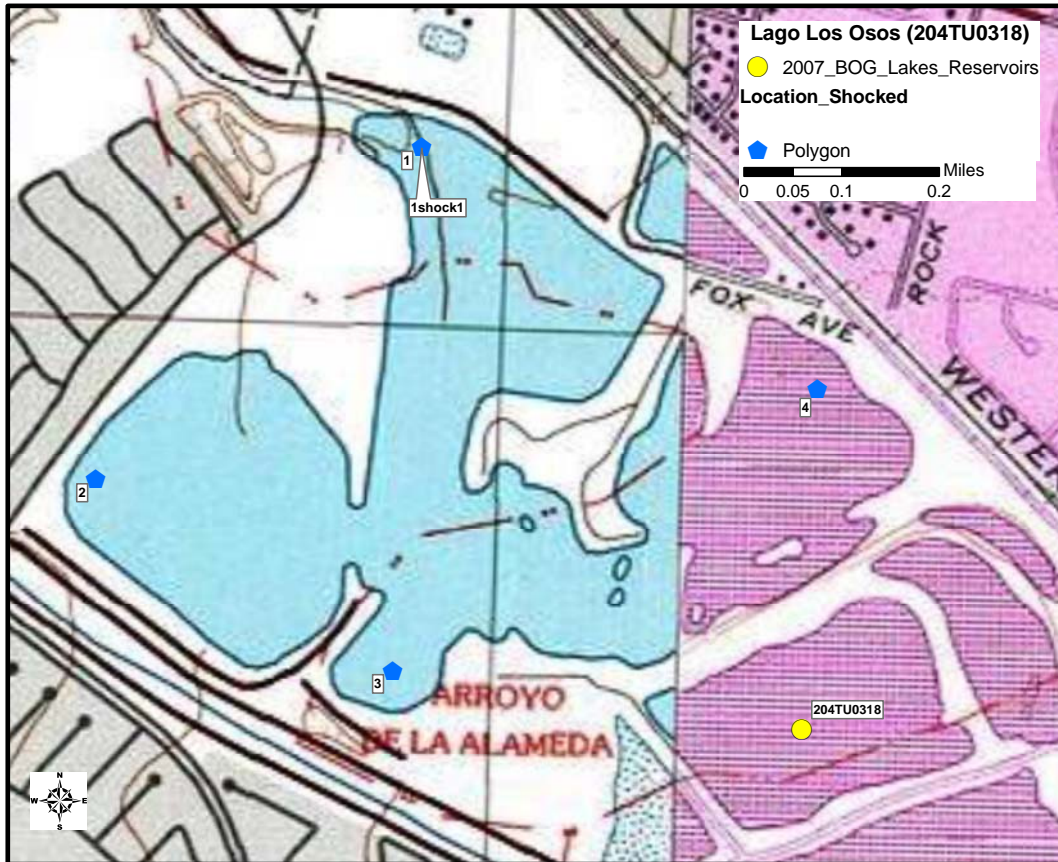 Lago Los Osos (204TU0318)
2007_BOG_Lakes_Reservoirs
Location_Shocked
Polygon
Miles
0 0.05 0.1 0.2
1
1shock1
ROCK
FOX AVE
WESTER
4
2
3
ARROYO
DE LA ALAMEDA
204TU0318
N
W E
S